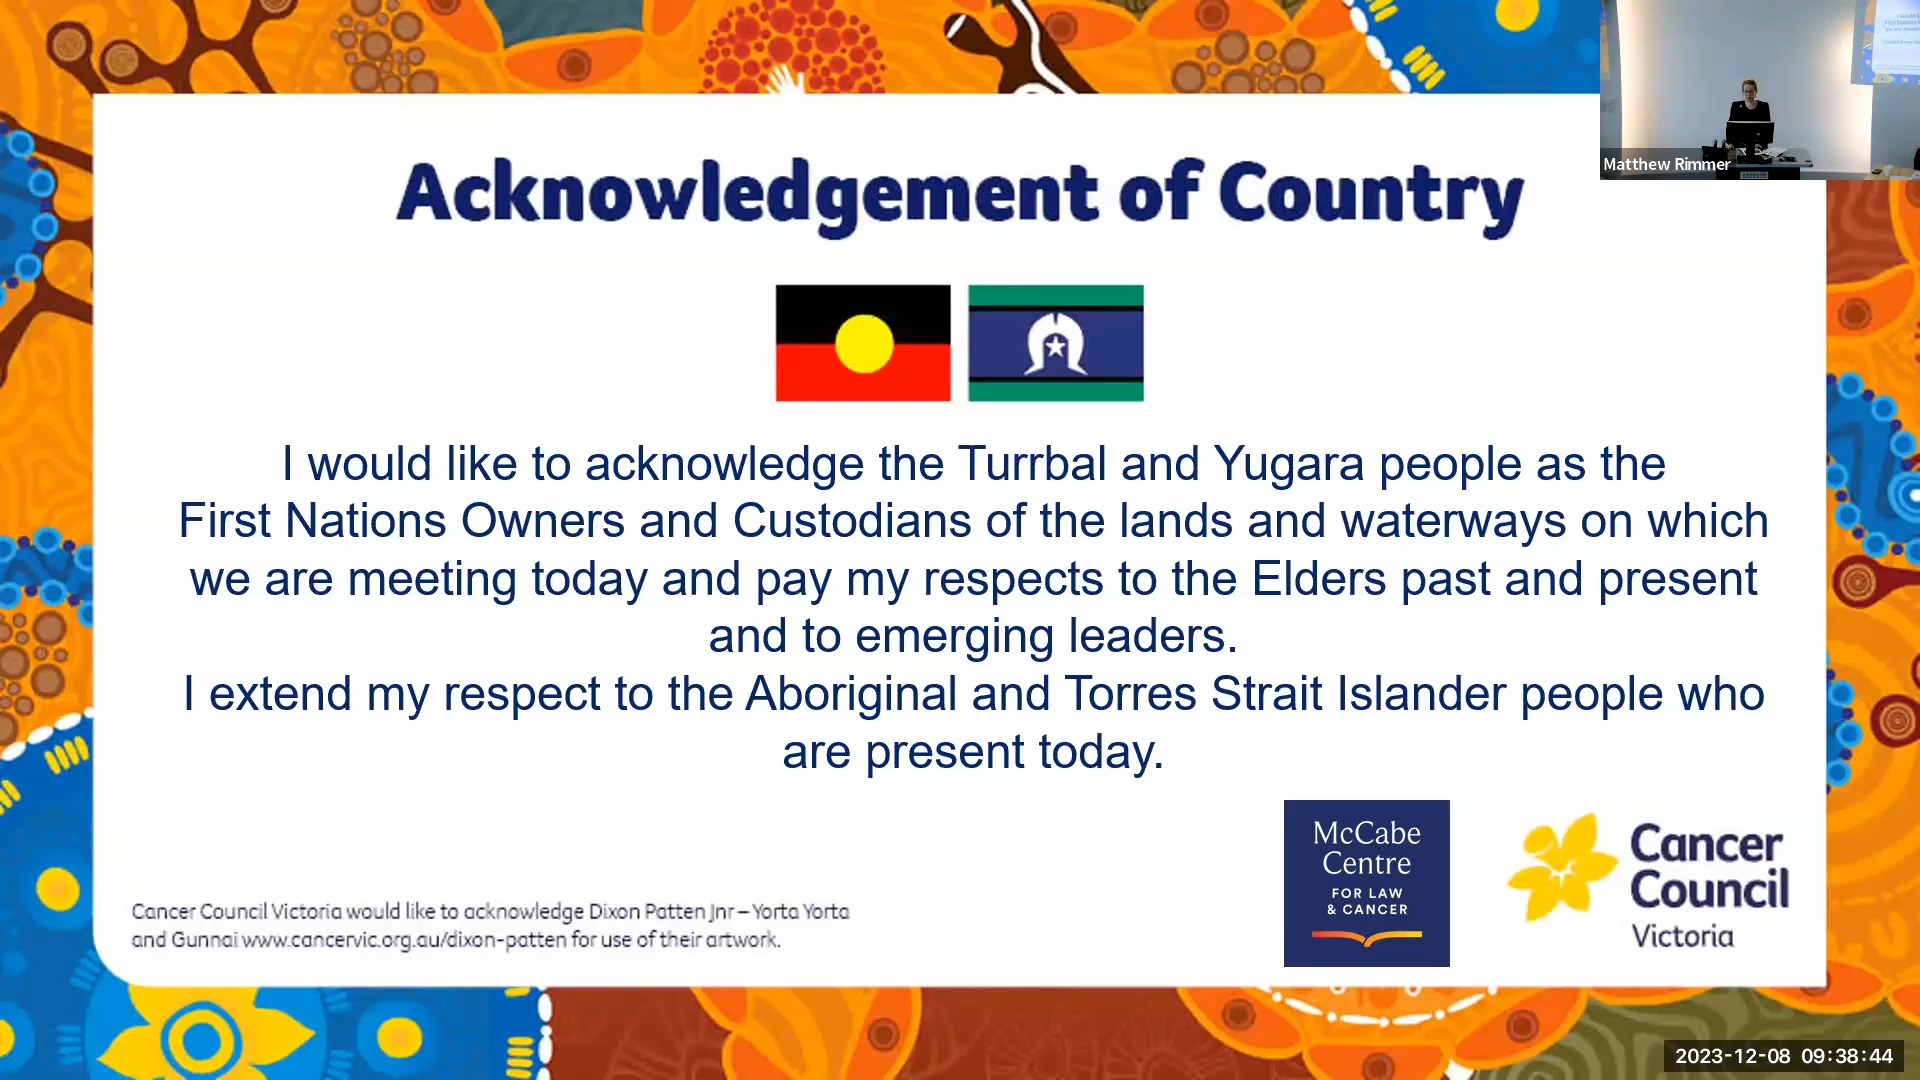 Matthew Rimmer
Acknowledgement of Country
I would like to acknowledge the Turrbal and Yugara people as the
First Nations Owners and Custodians of the lands and waterways on which
we are meeting today and pay my respects to the Elders past and present
and to emerging leaders.
I extend my respect to the Aboriginal and Torres Strait Islander people who
are present today.
McCabe
Centre
FOR LAW
& CANCER
Cancer
Council
Victoria
Cancer Council Victoria would like to acknowledge Dixon Patten Jnr – Yorta Yorta
and Gunnai www.cancervic.org.au/dixon-patten for use of their artwork.
2023-12-08 09:38:44